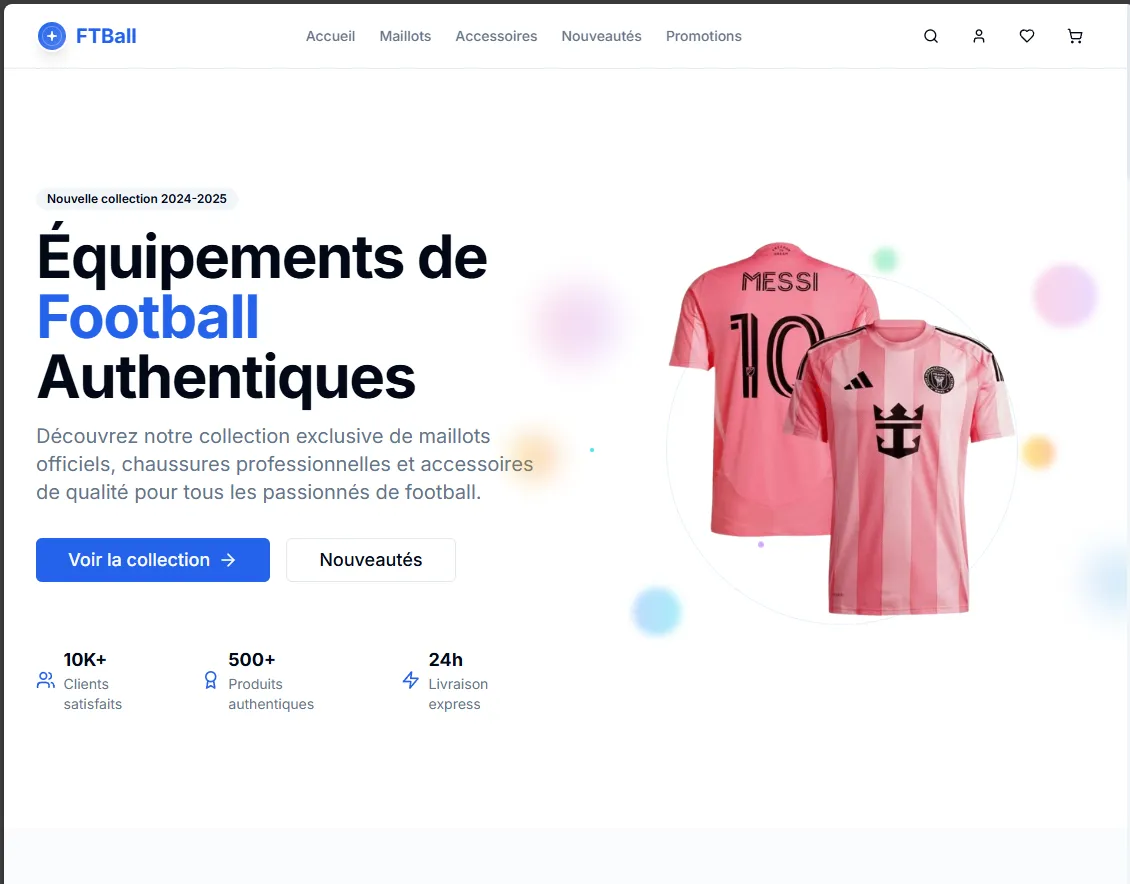 FTBall
Accueil Maillots Accessoires Nouveautés Promotions
Nouvelle collection 2024-2025
Équipements de
Football
Authentiques
Découvrez notre collection exclusive de maillots
officiels, chaussures professionnelles et accessoires
de qualité pour tous les passionnés de football.
Voir la collection →
Nouveautés
10K+
Clients
satisfaits
500+
Produits
authentiques
24h
Livraison
express
MESSI
10